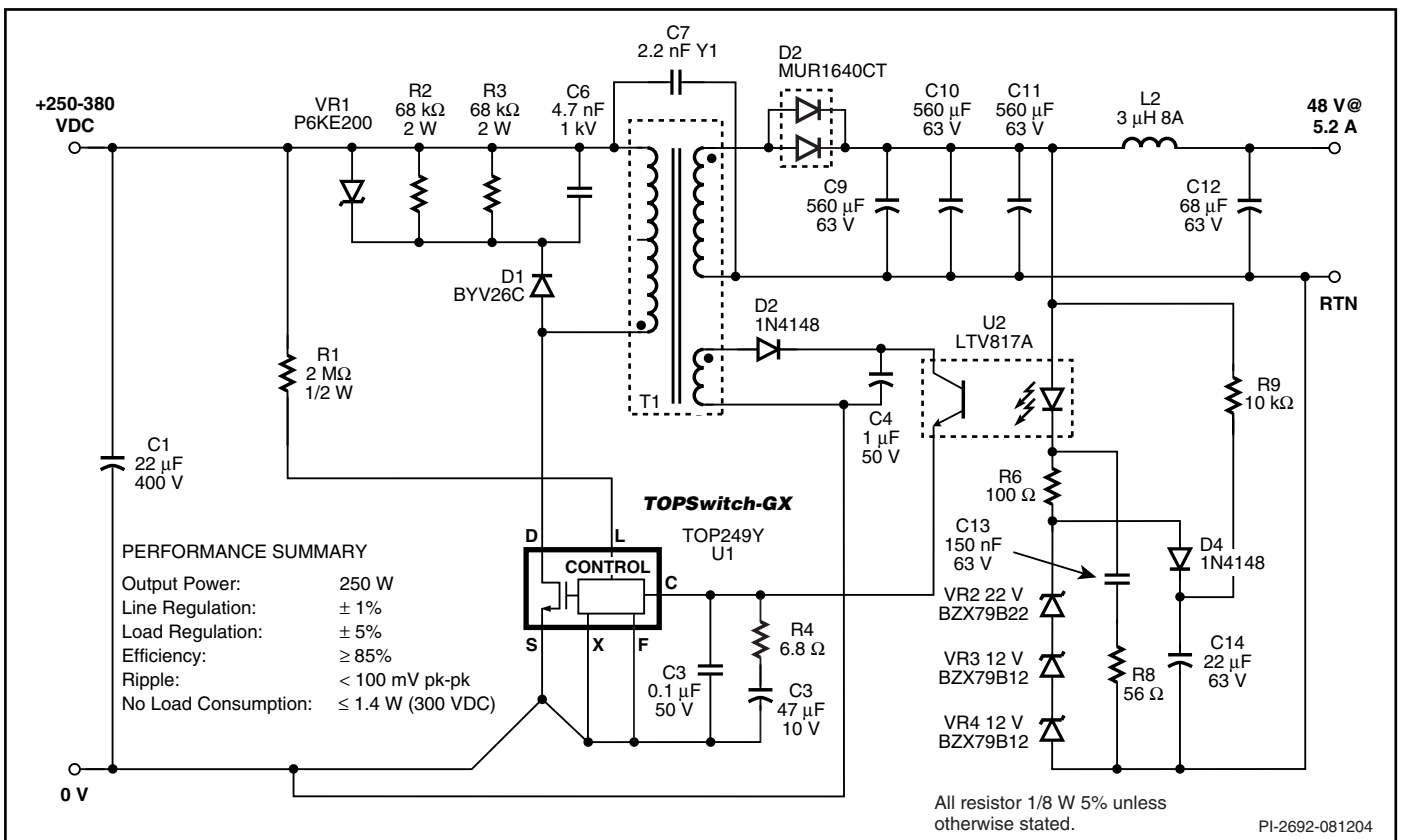 C7
2.2 nF Y1
D2
MUR1640CT
+250-380
VDC
VR1
P6KE200
R2
68 kΩ
2 W
R3
68 kΩ
2 W
C6
4.7 nF
1 kV
C10
560 µF
63 V
C11
560 µF
63 V
L2
3 µH 8A
48 V@
5.2 A
C9
560 µF
63 V
C12
68 µF
63 V
D1
BYV26C
RTN
D2
1N4148
U2
LTV817A
R1
2 MΩ
1/2 W
T1
C4
1 µF
50 V
R9
10 kΩ
C1
22 µF
400 V
R6
100 Ω
TOPSwitch-GX
TOP249Y
U1
C13
150 nF
63 V
D4
1N4148
D
L
CONTROL
C
S
X
F
VR2 22 V
BZX79B22
R4
6.8 Ω
C3
0.1 µF
50 V
C3
47 µF
10 V
VR3 12 V
BZX79B12
R8
56 Ω
C14
22 µF
63 V
VR4 12 V
BZX79B12
PERFORMANCE SUMMARY
Output Power: 250 W
Line Regulation: ± 1%
Load Regulation: ± 5%
Efficiency: ≥ 85%
Ripple: < 100 mV pk-pk
No Load Consumption: ≤ 1.4 W (300 VDC)
0 V
All resistor 1/8 W 5% unless
otherwise stated.
PI-2692-081204